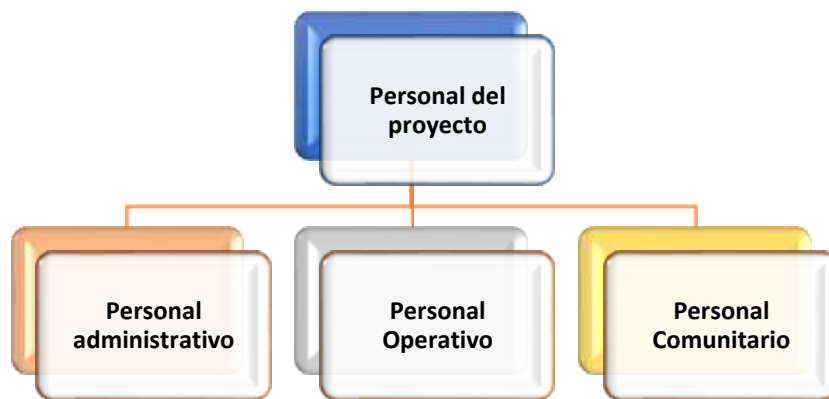 Personal del
proyecto
Personal
administrativo
Personal
Operativo
Personal
Comunitario